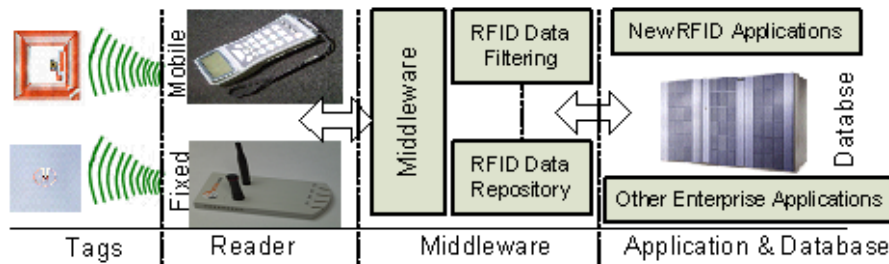 Mobile
Fixed
Middleware
RFID Data
Filtering
RFID Data
Repository
NewRFID Applications
Databse
Other Enterprise Applications
Tags
Reader
Middleware
Application & Database